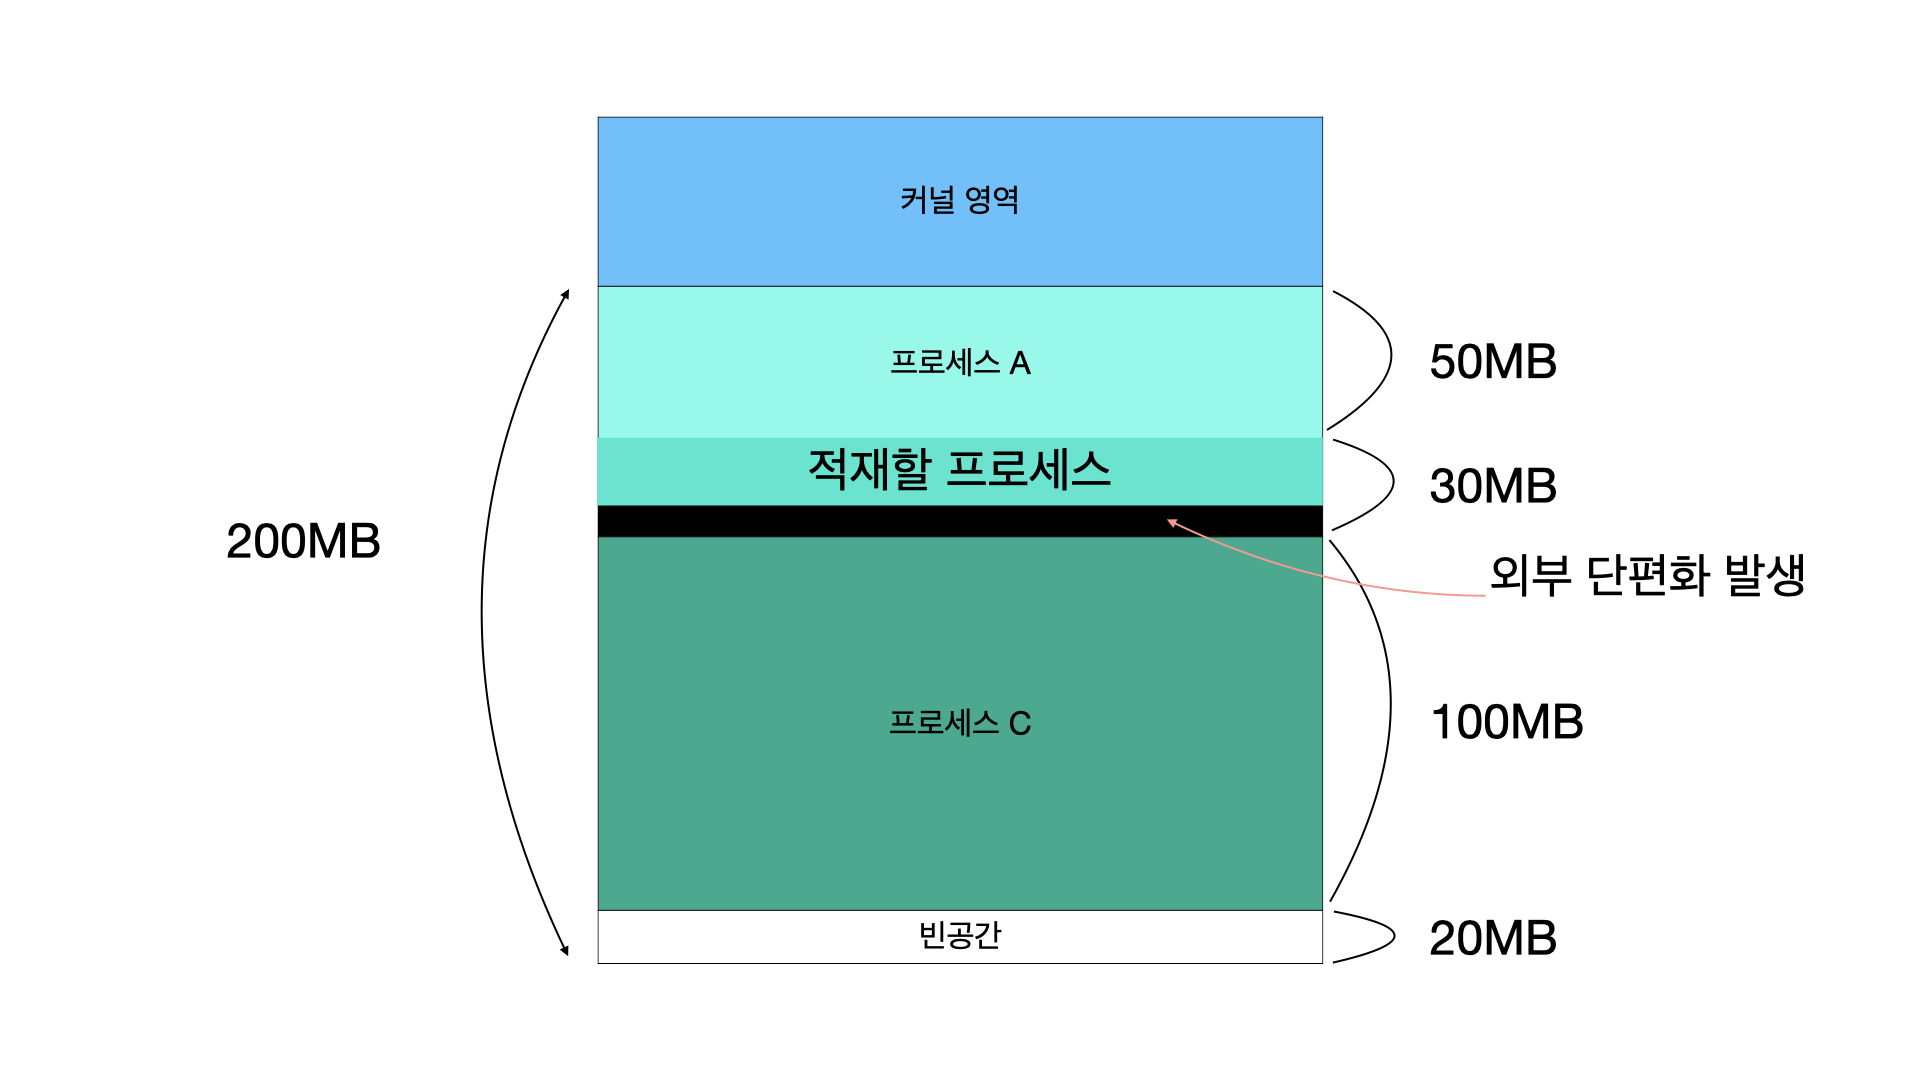 커널 영역
프로세스 A
50MB
적재할 프로세스
30MB
200MB
외부 단편화 발생
프로세스 C
100MB
빈공간
20MB